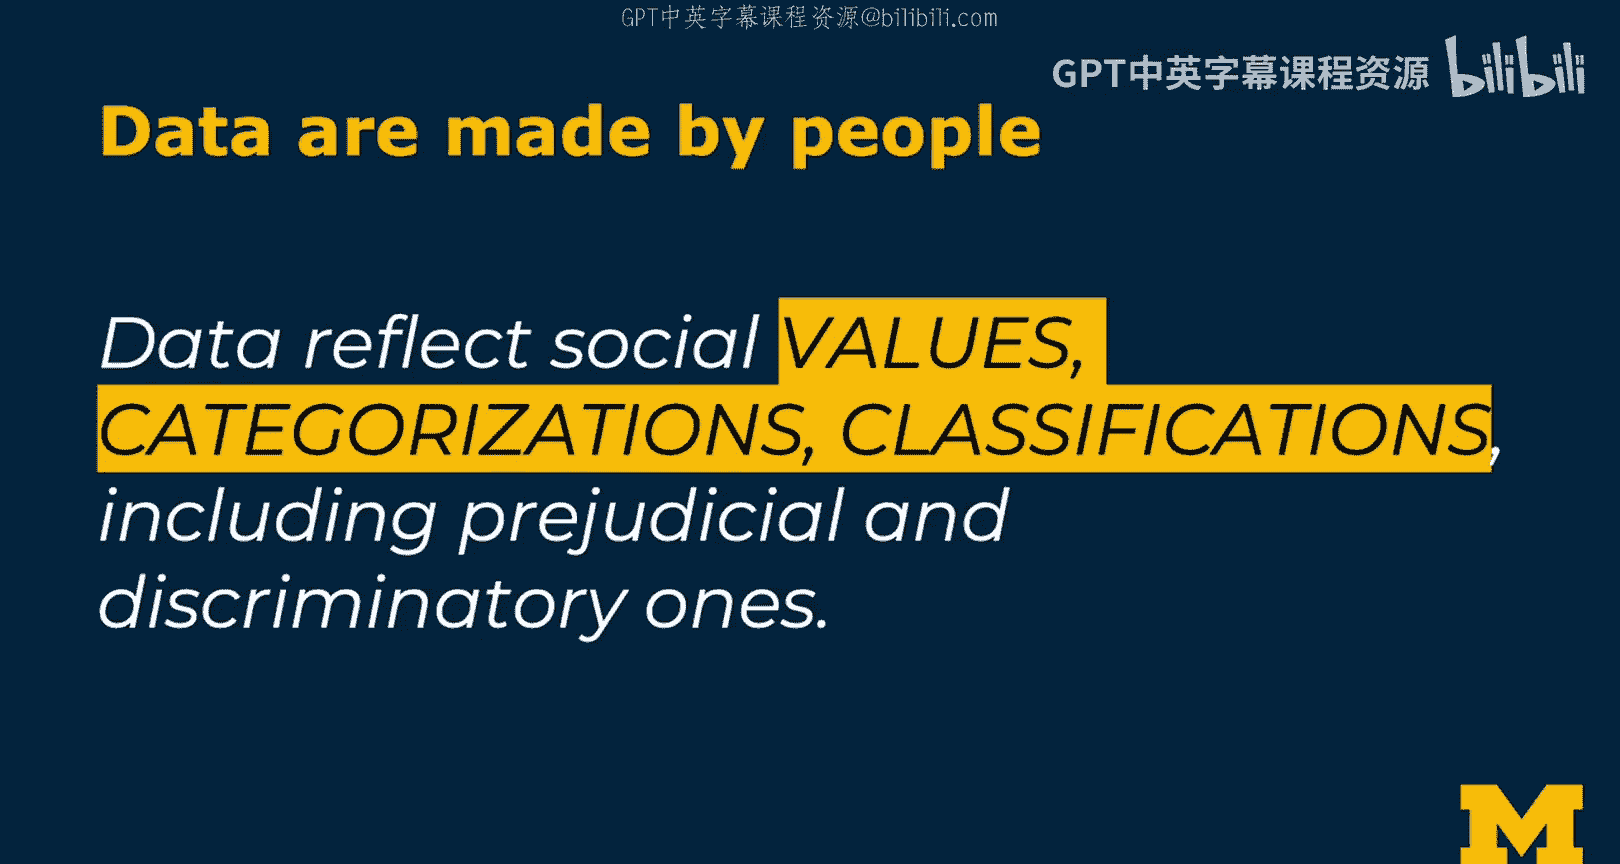 GPT中英字幕课程资源@bilibili.com
GPT中英字幕课程资源 bilibili
Data are made by people
Data reflect social VALUES,
CATEGORIZATIONS, CLASSIFICATIONS,
including prejudicial and
discriminatory ones.
M